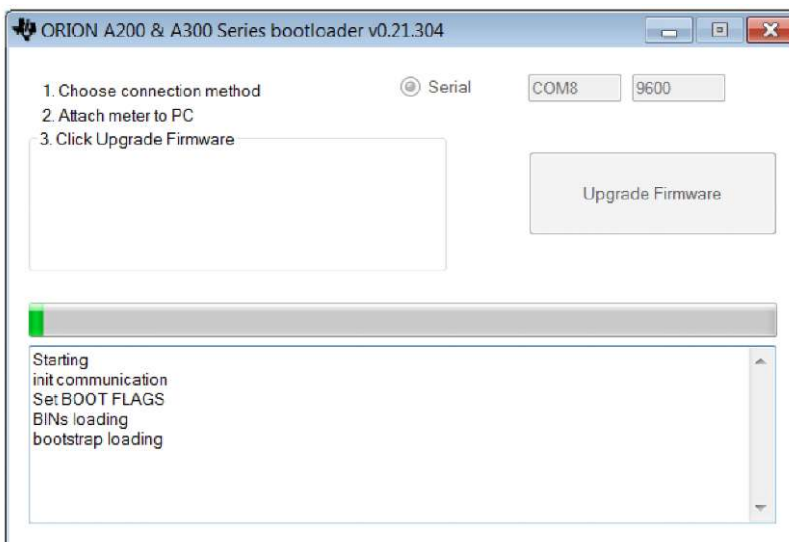 ORION A200 & A300 Series bootloader v0.21.304
1. Choose connection method
Serial
COM8
9600
2. Attach meter to PC
3. Click Upgrade Firmware
Upgrade Firmware
Starting
init communication
Set BOOT FLAGS
BINs loading
bootstrap loading